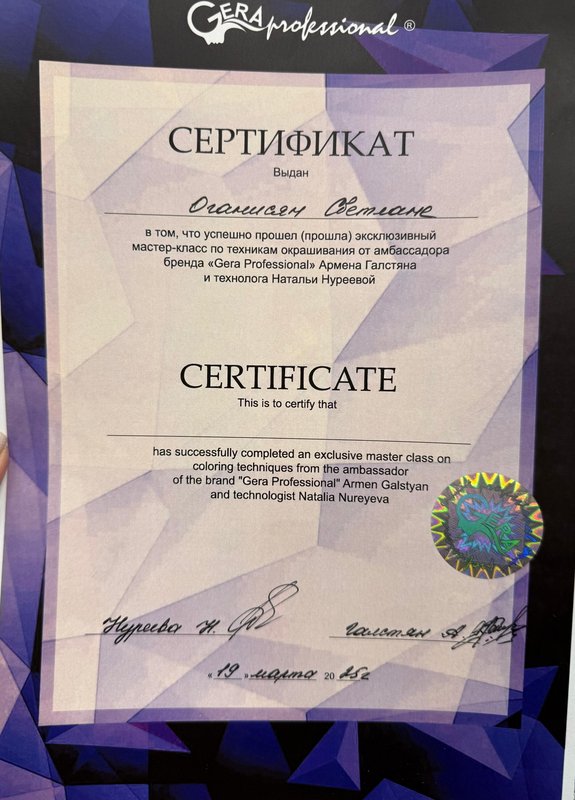 GERA professional ®
СЕРТИФИКАТ
Выдан
Оганисян Светлане
в том, что успешно прошел (прошла) эксклюзивный
мастер-класс по техникам окрашивания от амбассадора
бренда «Gera Professional» Армена Галстяна
и технолога Натальи Нуреевой
CERTIFICATE
This is to certify that
has successfully completed an exclusive master class on
coloring techniques from the ambassador
of the brand "Gera Professional" Armen Galstyan
and technologist Natalia Nureyeva
Нуреева Н. Галстян А.
« 19 » марта 20 25г